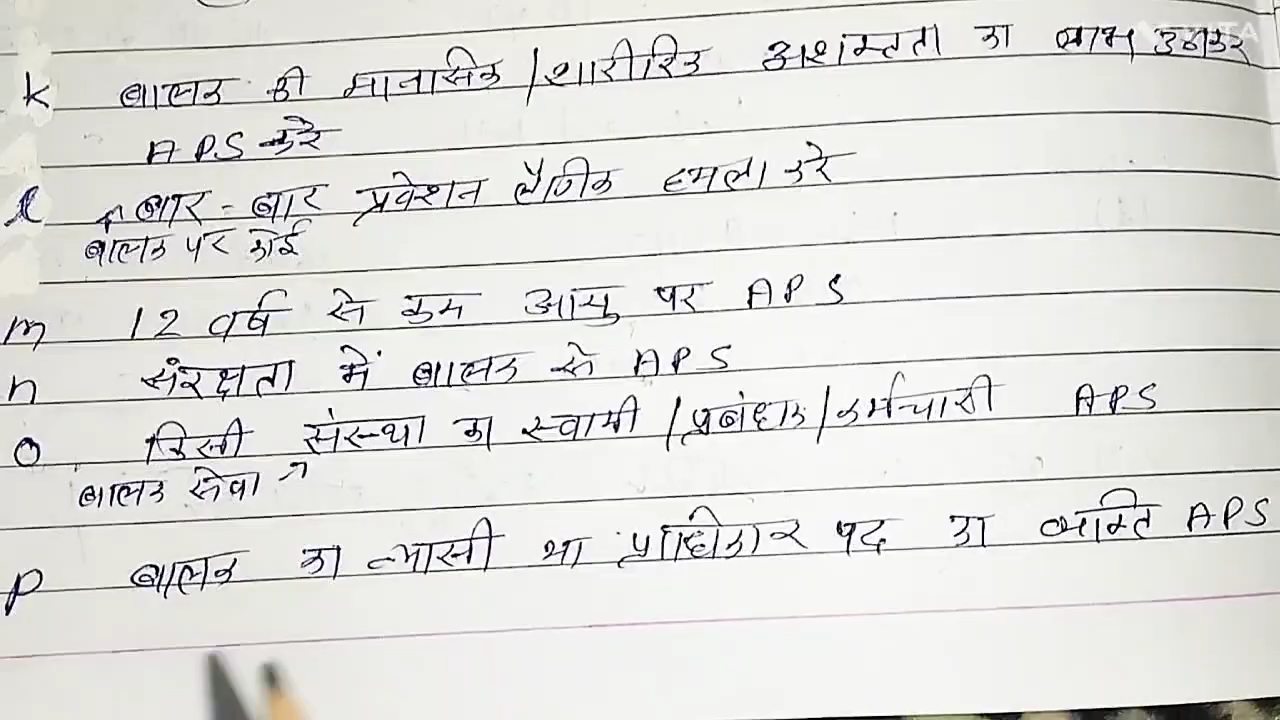 k बालक की मानसिक/शारीरिक अशक्तता का लाभ उठाकर
APS करे
l बार-बार प्रवेशन लैंगिक हमला करे
बालक पर कोई
m 12 वर्ष से कम आयु पर APS
n संरक्षता में बालक से APS
o किसी संस्था का स्वामी/प्रबंधक/कर्मचारी APS
बालक सेवा →
p बालक का न्यासी या प्राधिकार पद का व्यक्ति APS